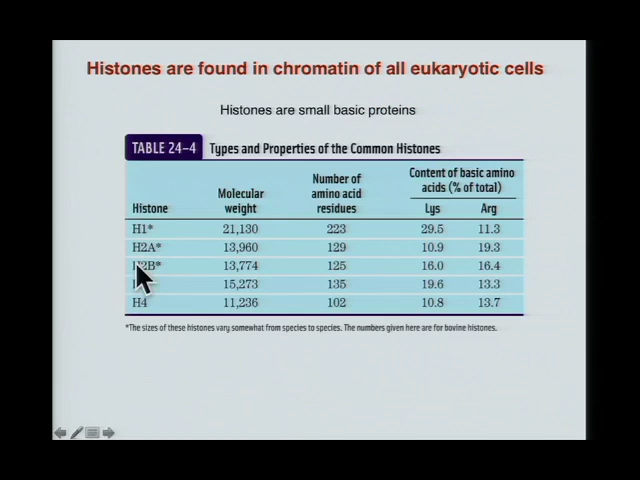 Histones are found in chromatin of all eukaryotic cells
Histones are small basic proteins
TABLE 24–4 Types and Properties of the Common Histones
Histone Molecular weight Number of amino acid residues Content of basic amino acids (% of total)
Lys Arg
H1* 21,130 223 29.5 11.3
H2A* 13,960 129 10.9 19.3
H2B* 13,774 125 16.0 16.4
15,273 135 19.6 13.3
H4 11,236 102 10.8 13.7
*The sizes of these histones vary somewhat from species to species. The numbers given here are for bovine histones.